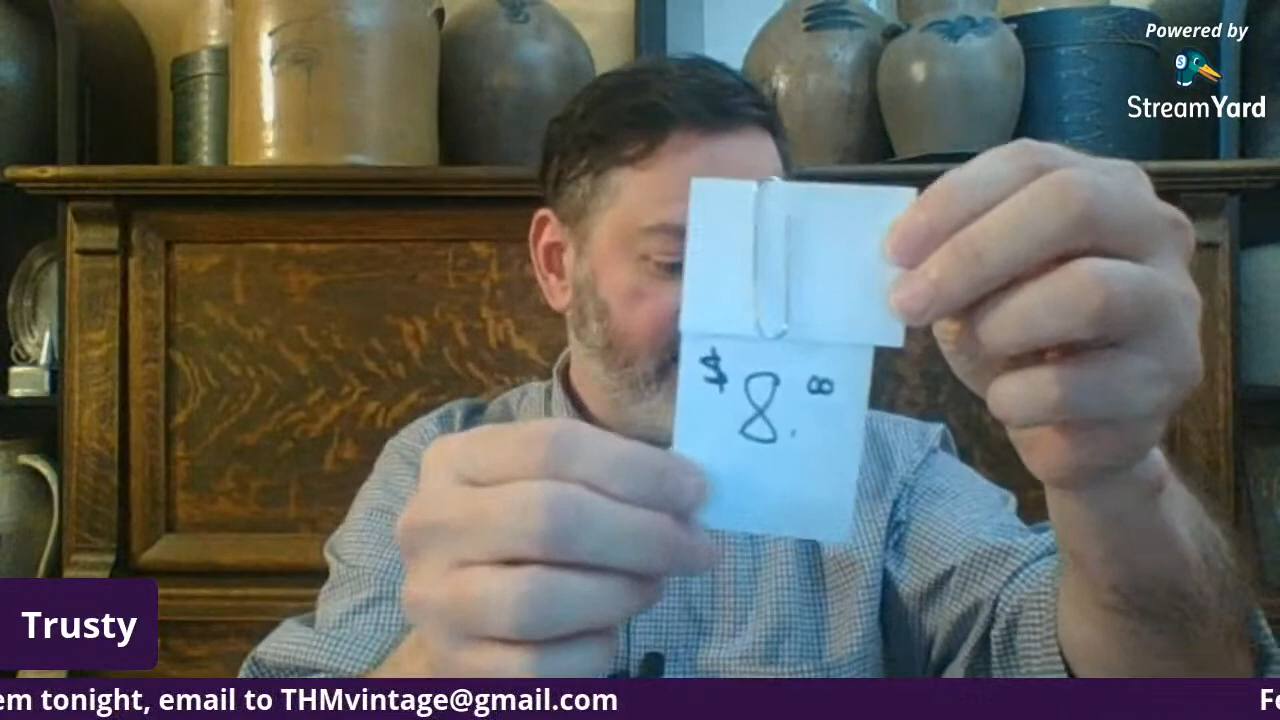 Powered by
StreamYard
$ 8. 00
Trusty
em tonight, email to THMvintage@gmail.com